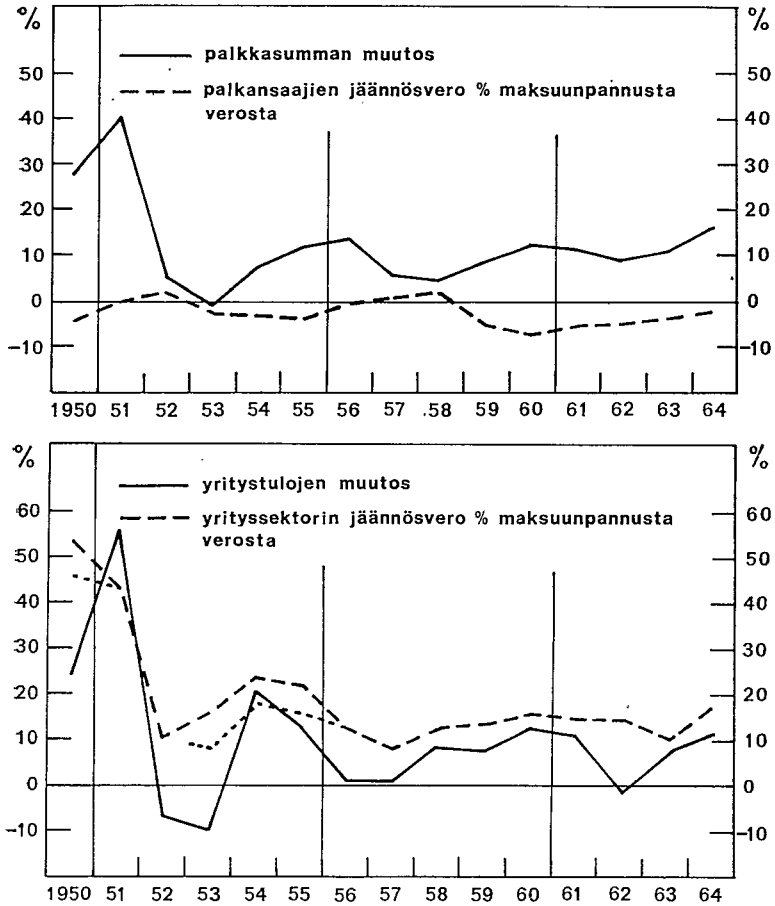 % %
palkkasumman muutos
50 50
palkansaajien jäännösvero % maksuunpannusta
verosta
40 40
30 30
20 20
10 10
0 0
-10 -10
1950 51 52 53 54 55 56 57 .58 59 60 61 62 63 64
% %
yritystulojen muutos
60 60
yrityssektorin jäännösvero % maksuunpannusta
verosta
50 50
40 40
30 30
20 20
10 10
0 0
-10 -10
1950 51 52 53 54 55 56 57 58 59 60 61 62 63 64